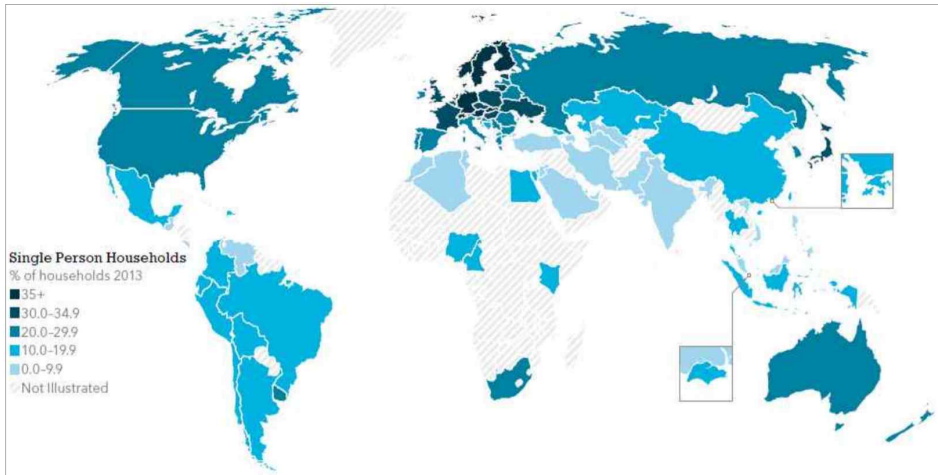 Single Person Households
% of households 2013
35+
30.0–34.9
20.0–29.9
10.0–19.9
0.0–9.9
Not Illustrated